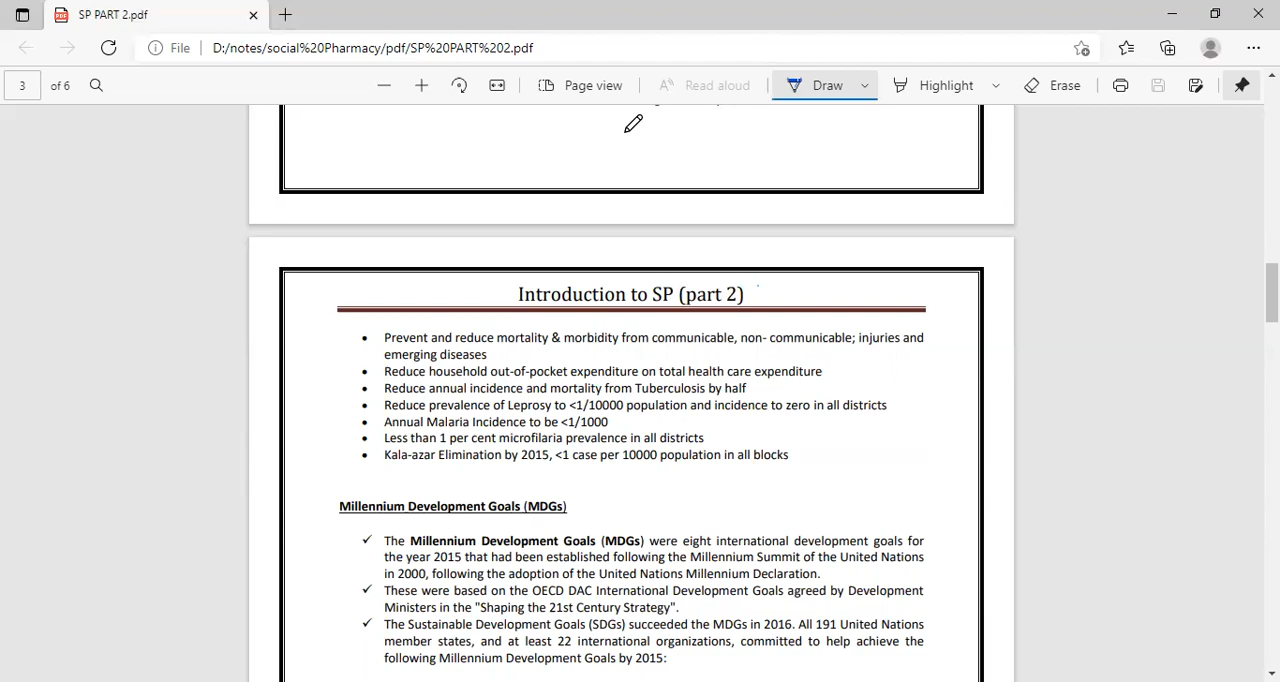 SP PART 2.pdf
File
D:/notes/social%20Pharmacy/pdf/SP%20PART%202.pdf
3 of 6
Page view
Read aloud
Draw
Highlight
Erase
Introduction to SP (part 2)
• Prevent and reduce mortality & morbidity from communicable, non- communicable; injuries and
emerging diseases
• Reduce household out-of-pocket expenditure on total health care expenditure
• Reduce annual incidence and mortality from Tuberculosis by half
• Reduce prevalence of Leprosy to <1/10000 population and incidence to zero in all districts
• Annual Malaria Incidence to be <1/1000
• Less than 1 per cent microfilaria prevalence in all districts
• Kala-azar Elimination by 2015, <1 case per 10000 population in all blocks
Millennium Development Goals (MDGs)
✓ The Millennium Development Goals (MDGs) were eight international development goals for
the year 2015 that had been established following the Millennium Summit of the United Nations
in 2000, following the adoption of the United Nations Millennium Declaration.
✓ These were based on the OECD DAC International Development Goals agreed by Development
Ministers in the "Shaping the 21st Century Strategy".
✓ The Sustainable Development Goals (SDGs) succeeded the MDGs in 2016. All 191 United Nations
member states, and at least 22 international organizations, committed to help achieve the
following Millennium Development Goals by 2015: